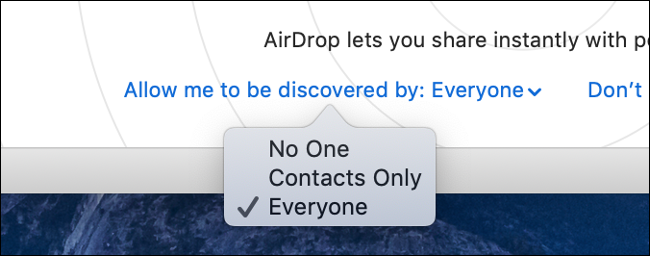 AirDrop lets you share instantly with
Allow me to be discovered by: Everyone Don't
No One
Contacts Only
Everyone